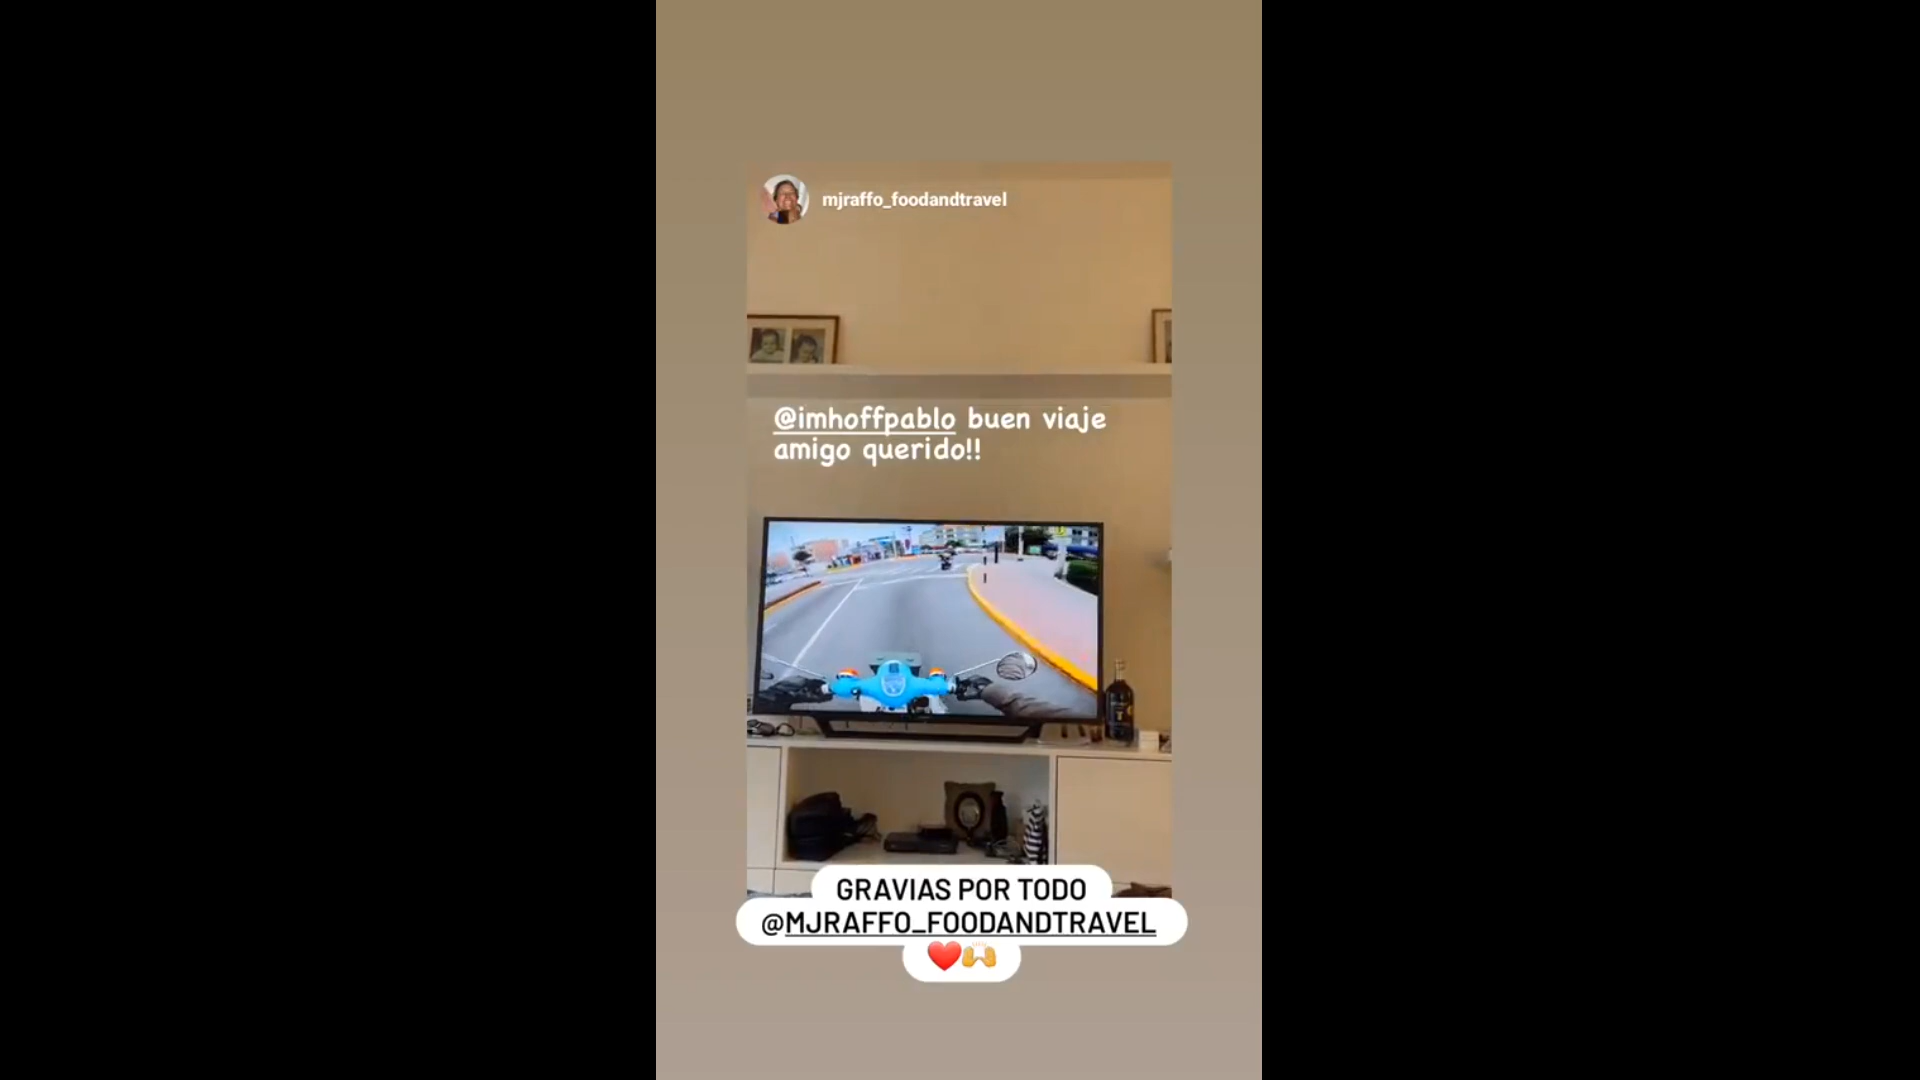 mjraffo_foodandtravel
@imhoffpablo buen viaje
amigo querido!!
GRAVIAS POR TODO
@MJRAFFO_FOODANDTRAVEL
❤️🙌